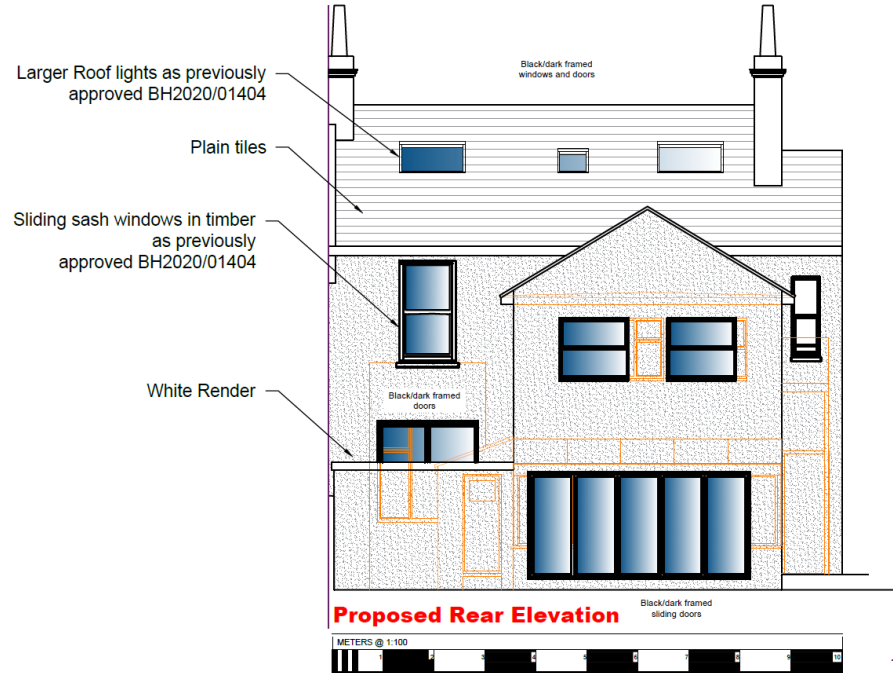 Black/dark framed
windows and doors
Larger Roof lights as previously
approved BH2020/01404
Plain tiles
Sliding sash windows in timber
as previously
approved BH2020/01404
White Render
Black/dark framed
doors
Proposed Rear Elevation
Black/dark framed
sliding doors
METERS @ 1:100
1 2 3 4 5 6 7 8 9 10